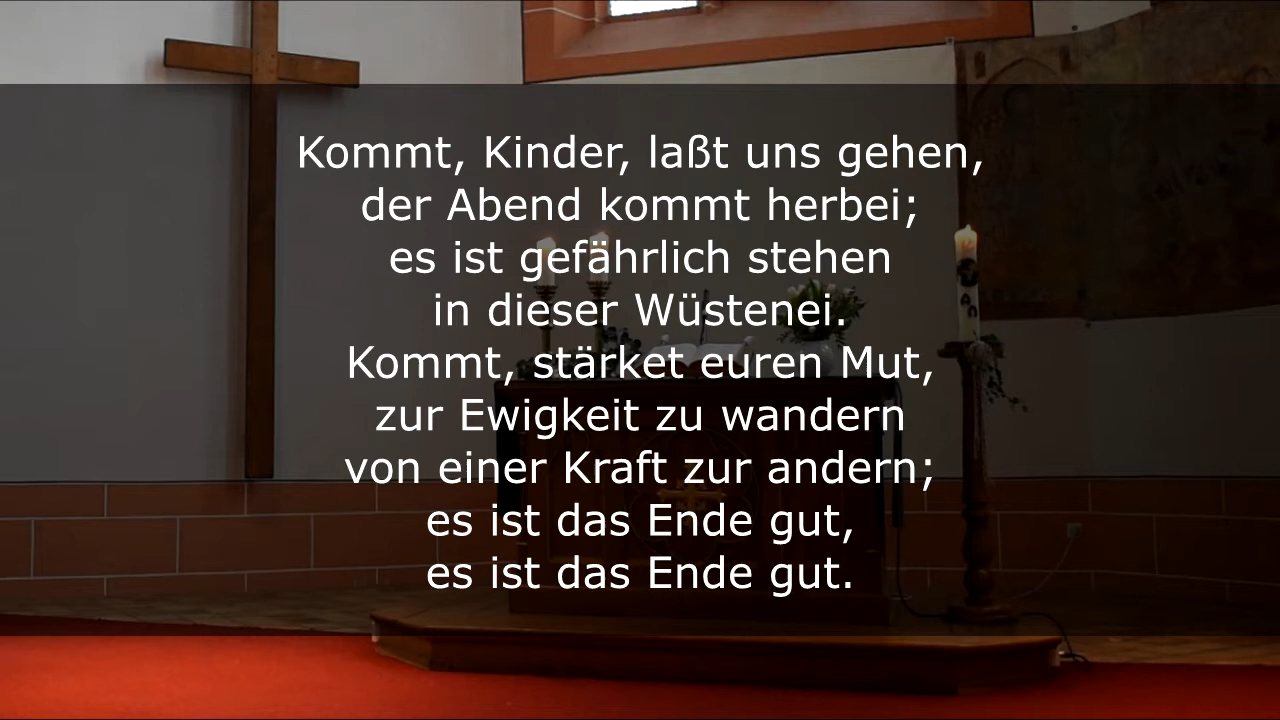 Kommt, Kinder, laßt uns gehen,
der Abend kommt herbei;
es ist gefährlich stehen
in dieser Wüstenei.
Kommt, stärket euren Mut,
zur Ewigkeit zu wandern
von einer Kraft zur andern;
es ist das Ende gut,
es ist das Ende gut.